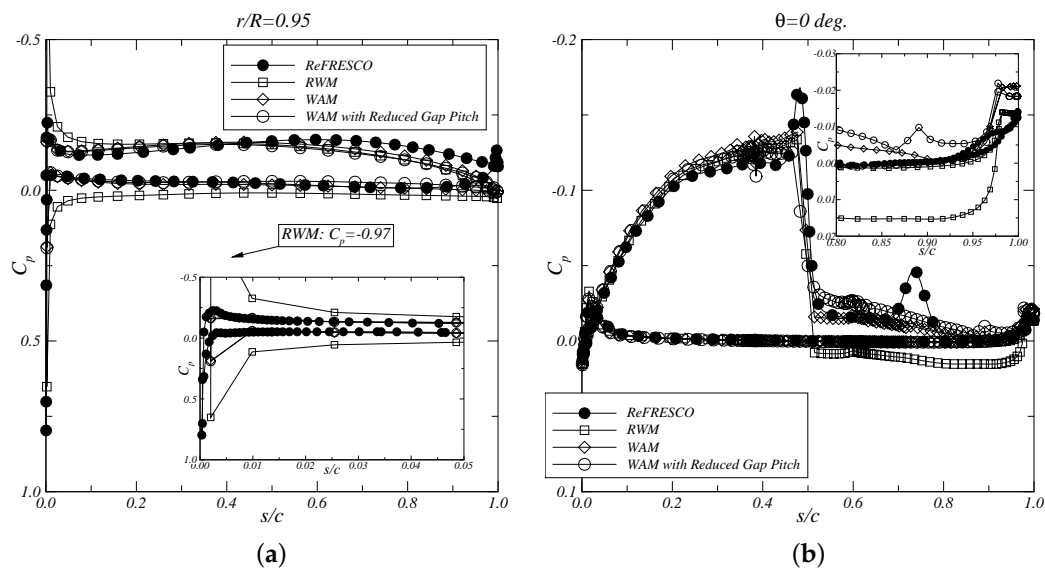 r/R=0.95
-0.5
0.0
0.5
1.0
C_p
ReFRESCO
RWM
WAM
WAM with Reduced Gap Pitch
RWM: C_p=-0.97
-0.5
0.0
0.5
1.0
C_p
0.00 0.01 0.02 0.03 0.04 0.05
s/c
0.0 0.2 0.4 0.6 0.8 1.0
s/c
(a)
θ=0 deg.
-0.2
-0.1
0.0
0.1
C_p
-0.03
-0.02
-0.01
0.00
0.01
0.02
C_p
0.80 0.85 0.90 0.95 1.00
s/c
ReFRESCO
RWM
WAM
WAM with Reduced Gap Pitch
0.0 0.2 0.4 0.6 0.8 1.0
s/c
(b)